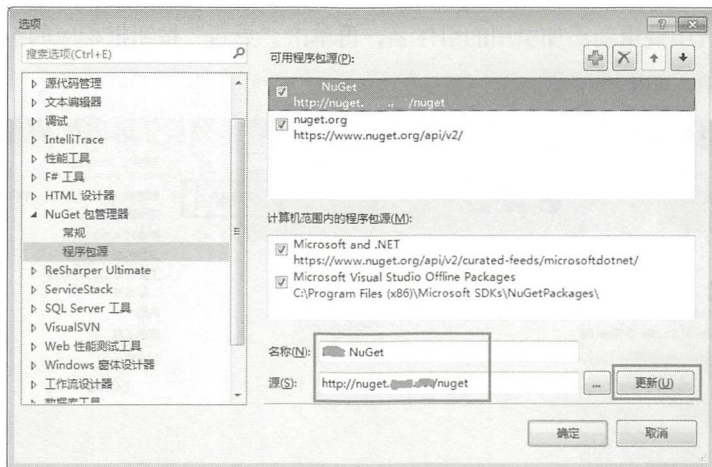 选项
搜索选项(Ctrl+E)
源代码管理
文本编辑器
调试
IntelliTrace
性能工具
F# 工具
HTML 设计器
NuGet 包管理器
常规
程序包源
ReSharper Ultimate
ServiceStack
SQL Server 工具
VisualSVN
Web 性能测试工具
Windows 窗体设计器
工作流设计器
数据库工具
可用程序包源(P):
NuGet
http://nuget. .. /nuget
nuget.org
https://www.nuget.org/api/v2/
计算机范围内的程序包源(M):
Microsoft and .NET
https://www.nuget.org/api/v2/curated-feeds/microsoftdotnet/
Microsoft Visual Studio Offline Packages
C:\Program Files (x86)\Microsoft SDKs\NuGetPackages\
名称(N): NuGet
源(S): http://nuget. /nuget
... 更新(U)
确定 取消